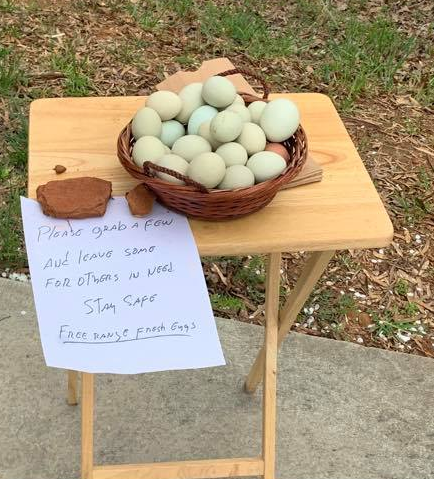 Please grab a few
And leave some
for others in need
Stay safe
Free range fresh eggs